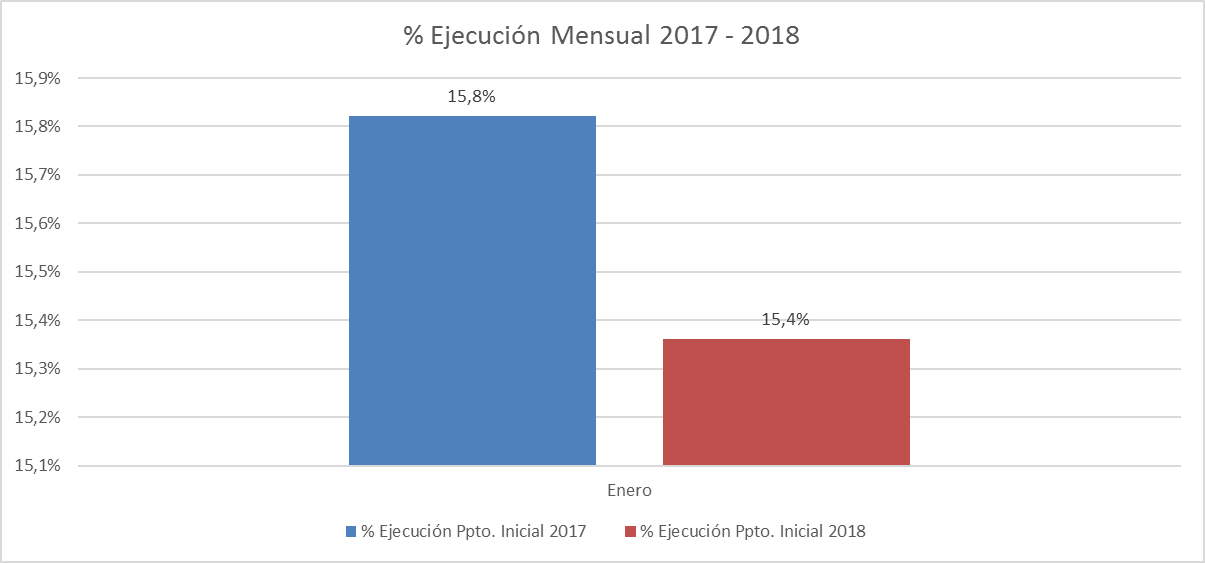 % Ejecución Mensual 2017 - 2018
15,9%
15,8%
15,7%
15,6%
15,5%
15,4%
15,3%
15,2%
15,1%
15,8%
15,4%
Enero
% Ejecución Ppto. Inicial 2017
% Ejecución Ppto. Inicial 2018